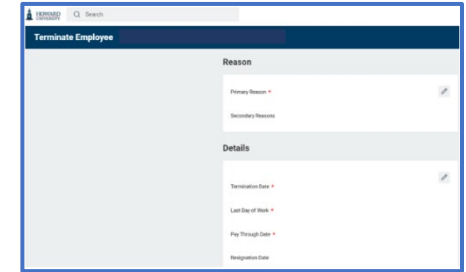 HOWARD
UNIVERSITY
Search
Terminate Employee
Reason
Primary Reason *
Secondary Reasons
Details
Termination Date *
Last Day of Work *
Pay Through Date *
Resignation Date